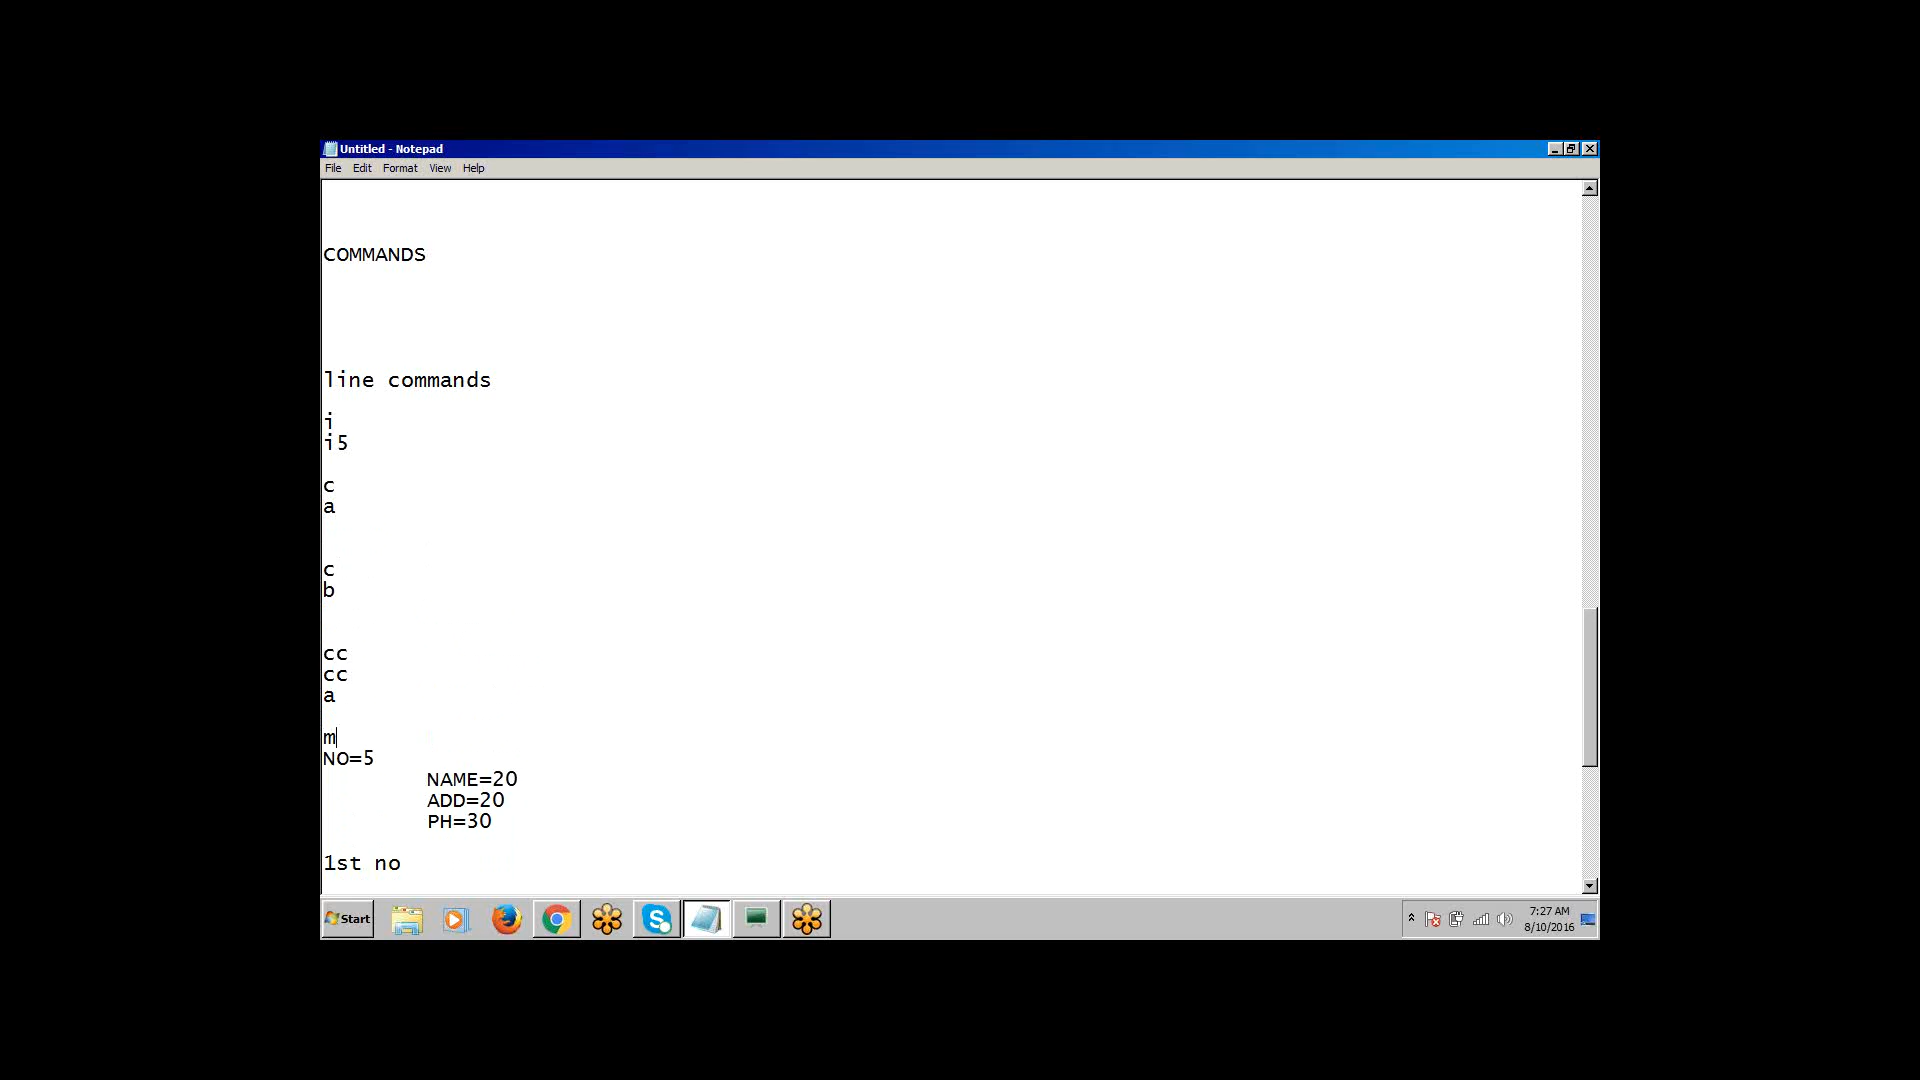 Untitled - Notepad
File Edit Format View Help
COMMANDS
line commands
i
i5
c
a
c
b
cc
cc
a
m
NO=5
NAME=20
ADD=20
PH=30
1st no
Start
7:27 AM
8/10/2016